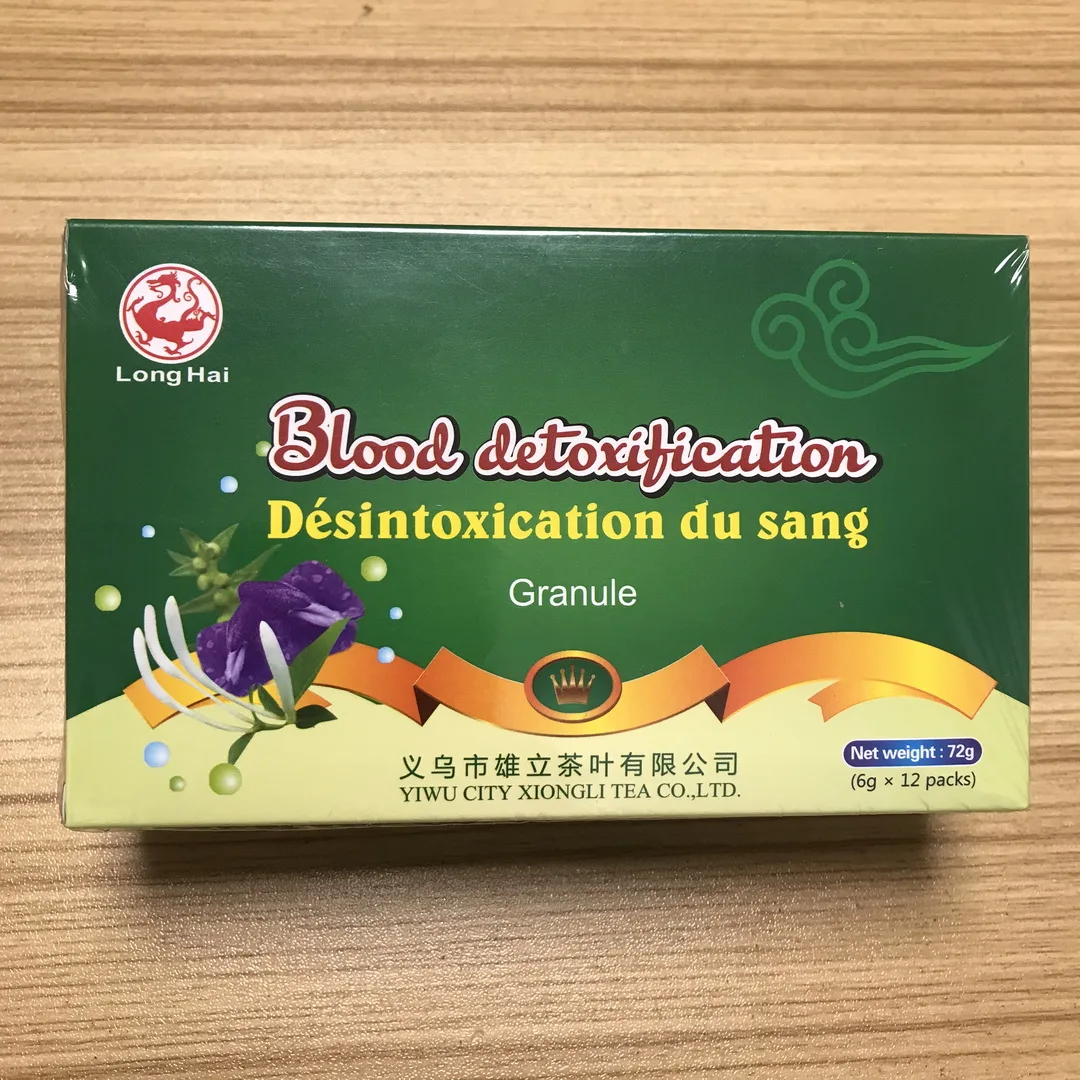 Long Hai
Blood detoxification
Désintoxication du sang
Granule
义乌市雄立茶叶有限公司
YIWU CITY XIONGLI TEA CO.,LTD.
Net weight : 72g
(6g × 12 packs)